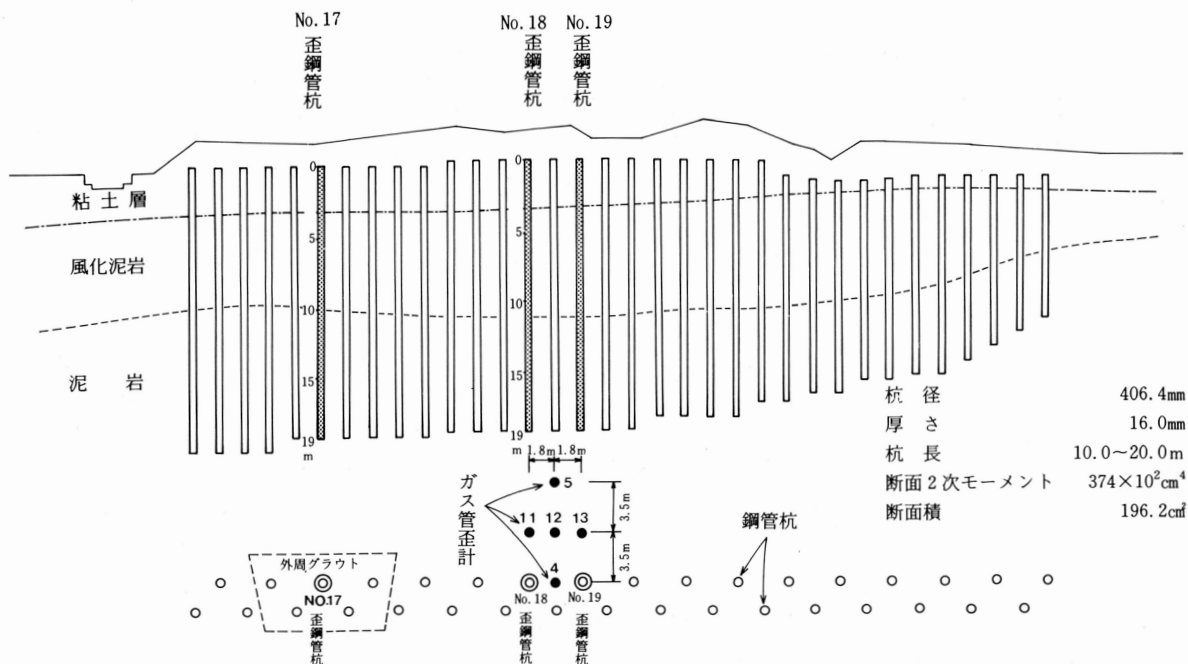 No.17
歪鋼管杭
No.18
歪鋼管杭
No.19
歪鋼管杭
0
5
10
15
19
m
0
5
10
15
19
m
粘土層
風化泥岩
泥岩
杭径 406.4mm
厚さ 16.0mm
杭長 10.0~20.0m
断面2次モーメント 374×10²cm⁴
断面積 196.2cm²
1.8m
1.8m
ガス管歪計
5
3.5m
11
12
13
3.5m
4
鋼管杭
外周グラウト
NO.17
歪鋼管杭
No.18
歪鋼管杭
No.19
歪鋼管杭